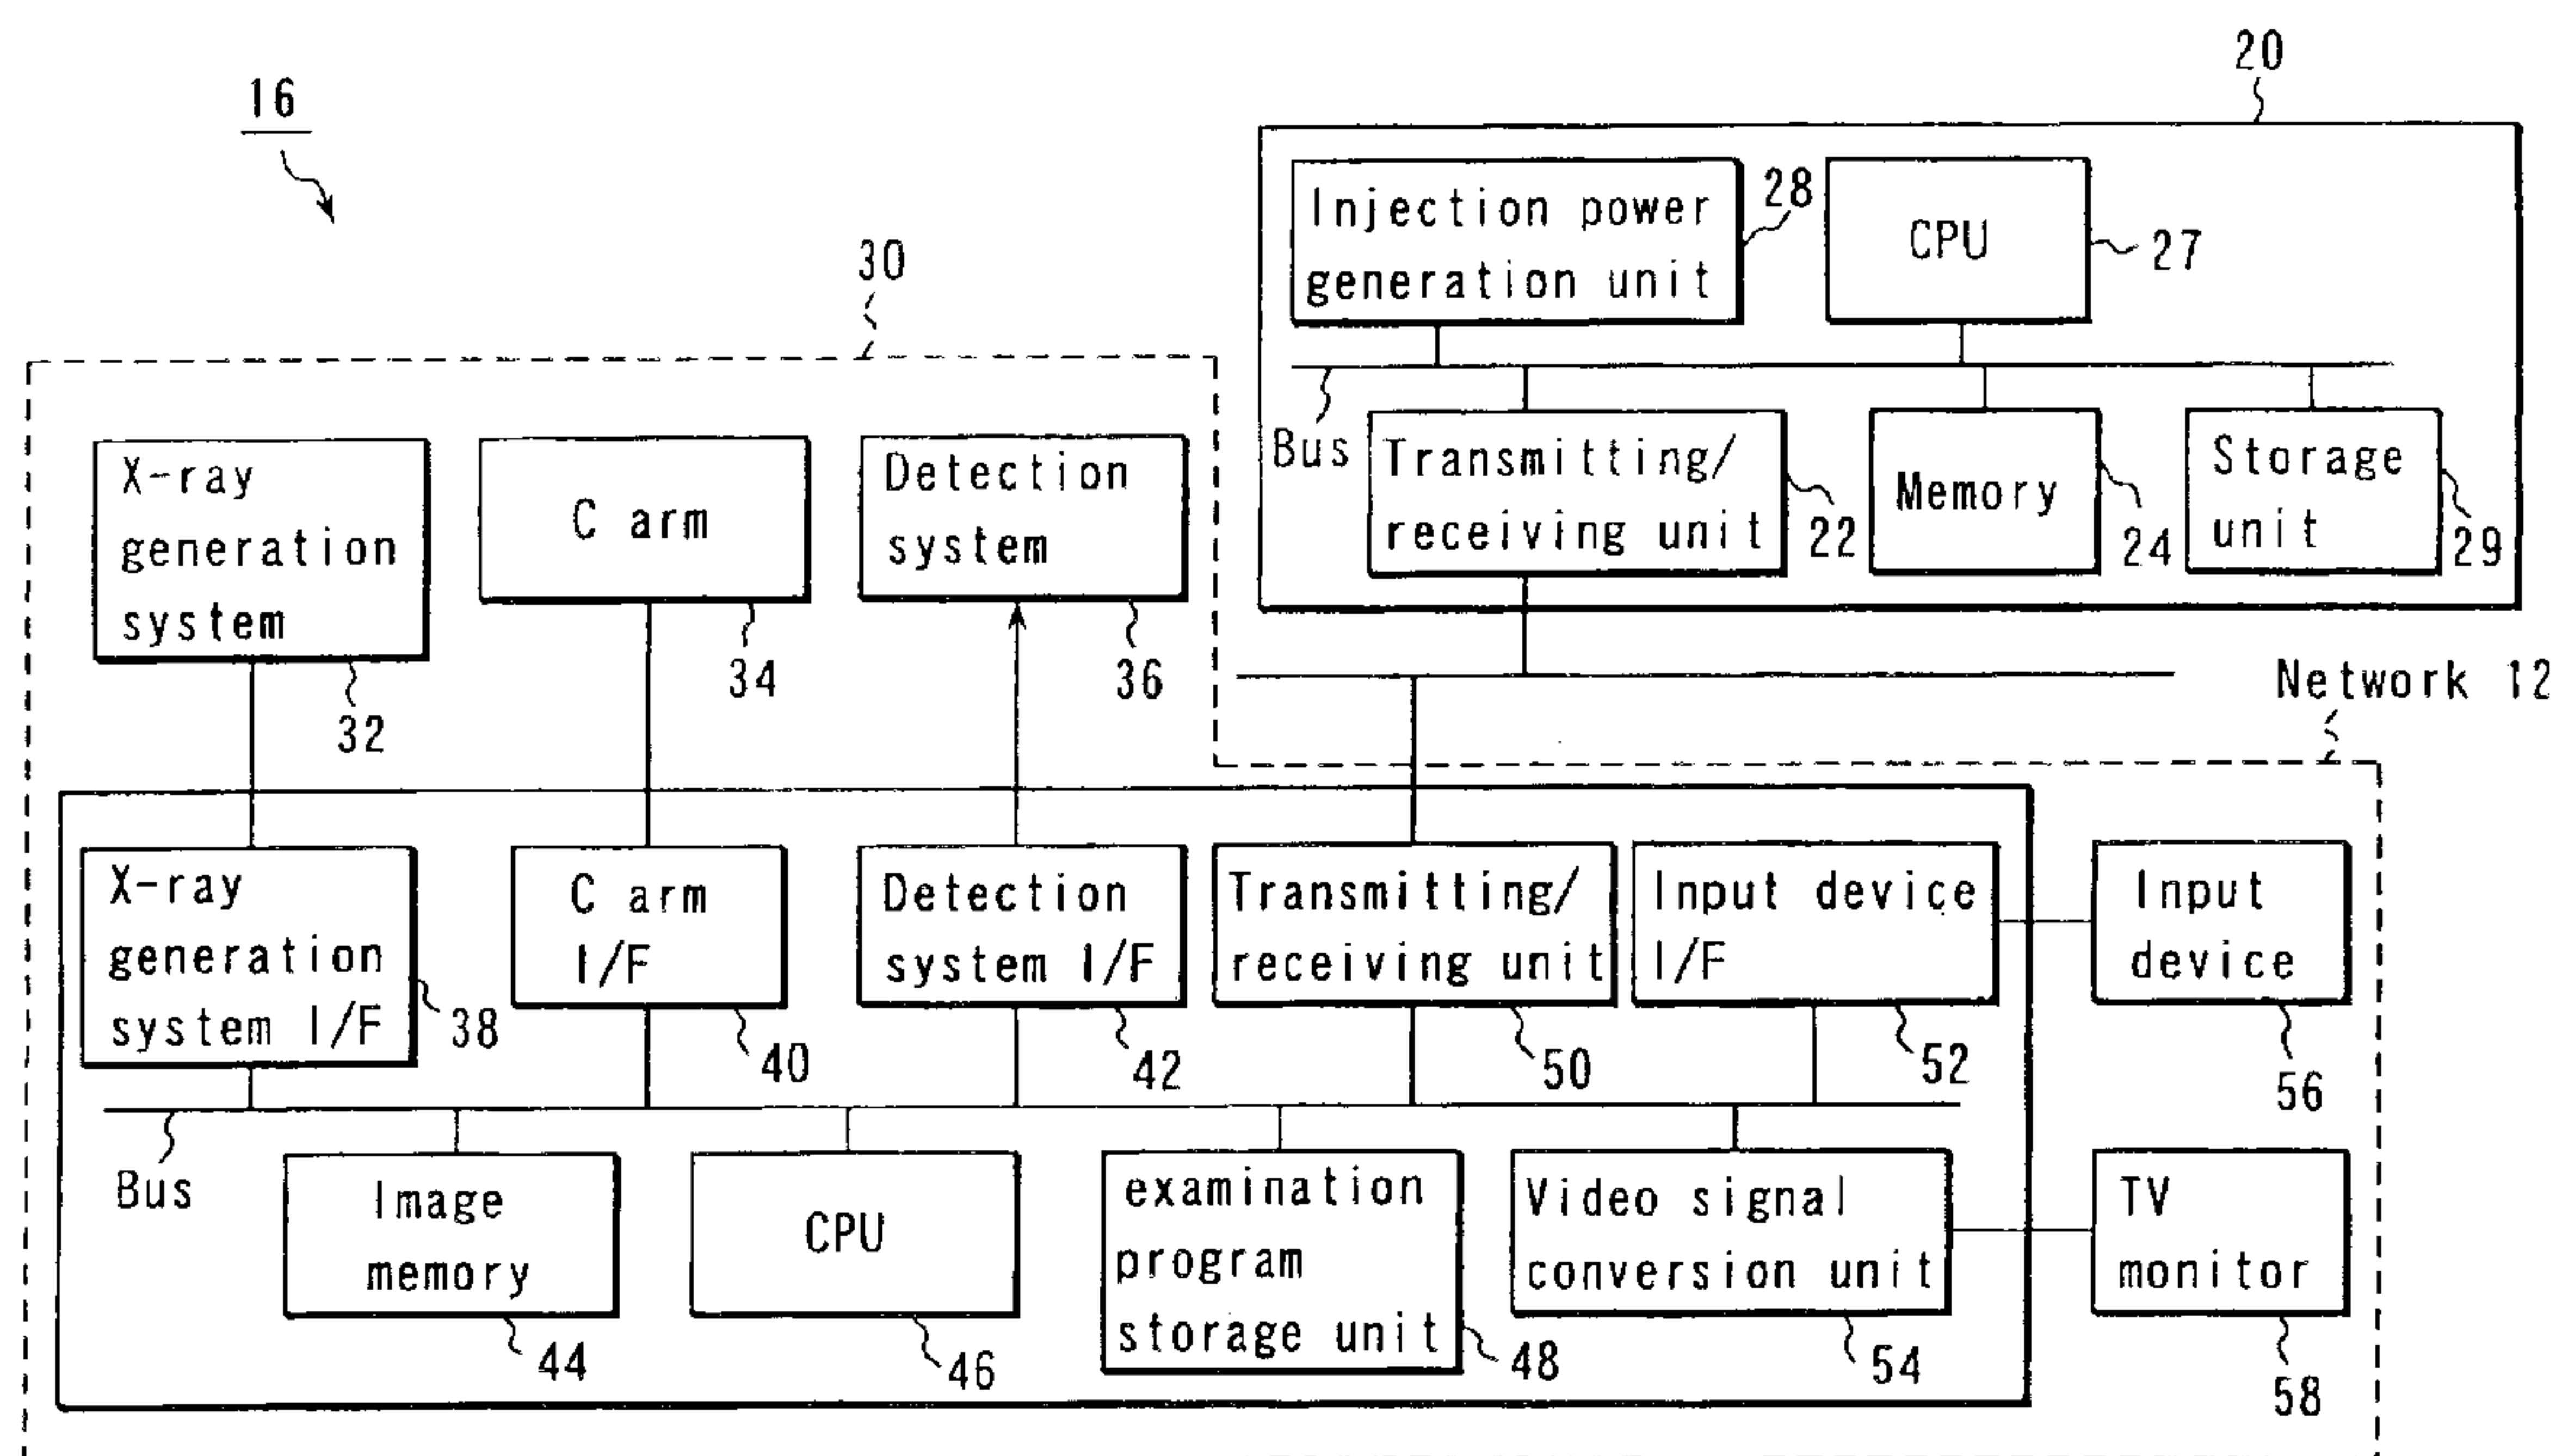 16
20
Injection power
generation unit
28
CPU
27
Bus
Transmitting/
receiving unit
22
Memory
24
Storage
unit
29
30
X-ray
generation
system
32
C arm
34
Detection
system
36
Network 12
X-ray
generation
system I/F
38
C arm
I/F
40
Detection
system I/F
42
Transmitting/
receiving unit
50
Input device
I/F
52
Input
device
56
Bus
Image
memory
44
CPU
46
examination
program
storage unit
48
Video signal
conversion unit
54
TV
monitor
58